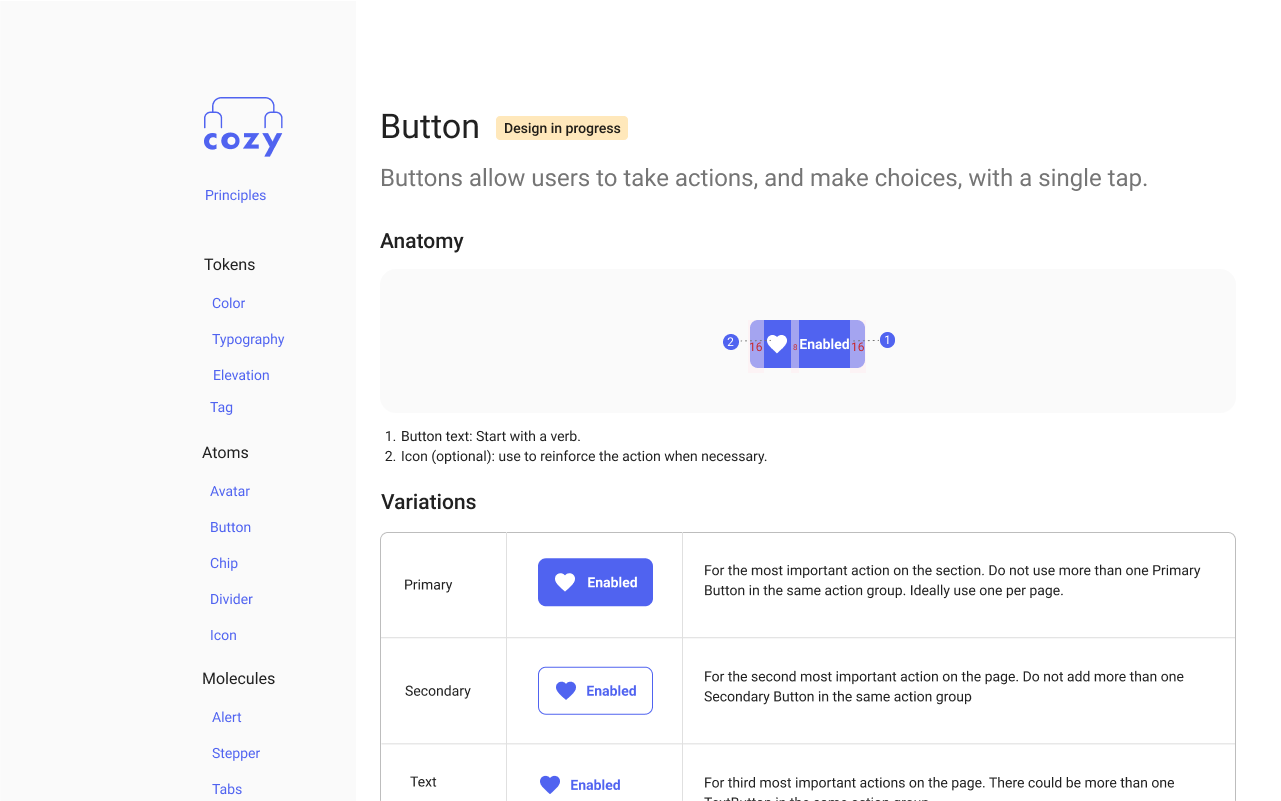 cozy
Principles
Tokens
Color
Typography
Elevation
Tag
Atoms
Avatar
Button
Chip
Divider
Icon
Molecules
Alert
Stepper
Tabs
Button
Design in progress
Buttons allow users to take actions, and make choices, with a single tap.
Anatomy
2 16 8 Enabled 16 1
1. Button text: Start with a verb.
2. Icon (optional): use to reinforce the action when necessary.
Variations
Primary
Enabled
For the most important action on the section. Do not use more than one Primary
Button in the same action group. Ideally use one per page.
Secondary
Enabled
For the second most important action on the page. Do not add more than one
Secondary Button in the same action group
Text
Enabled
For third most important actions on the page. There could be more than one
TextButton in the same action group.